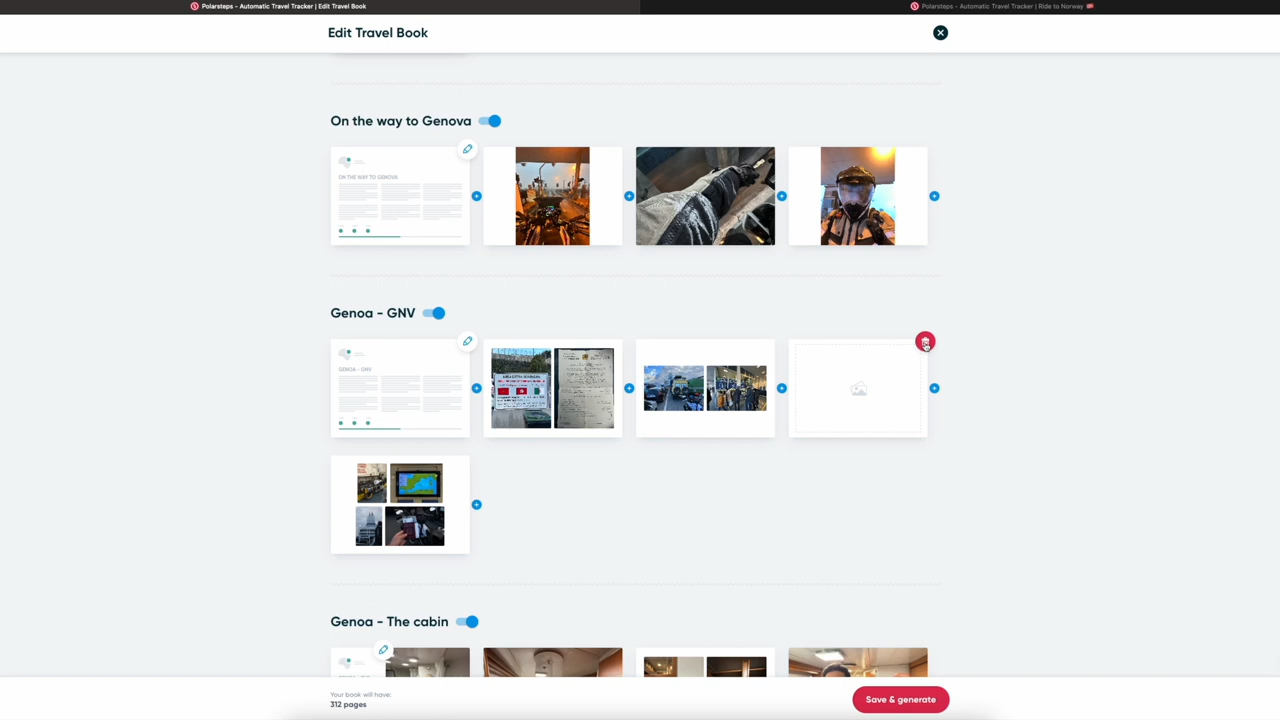 Polarsteps - Automatic Travel Tracker | Edit Travel Book
Polarsteps - Automatic Travel Tracker | Ride to Norway
Edit Travel Book
On the way to Genova
ON THE WAY TO GENOVA
Genoa - GNV
GENOA - GNV
Genoa - The cabin
Your book will have:
312 pages
Save & generate